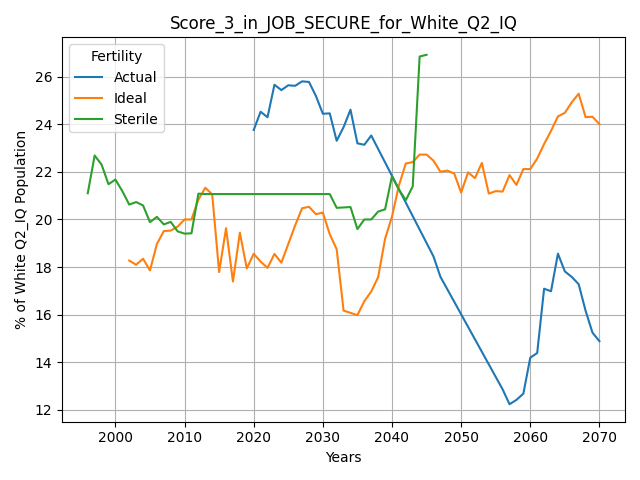 Score_3_in_JOB_SECURE_for_White_Q2_IQ
Fertility
Actual
Ideal
Sterile
% of White Q2_IQ Population
26
24
22
20
18
16
14
12
2000 2010 2020 2030 2040 2050 2060 2070
Years